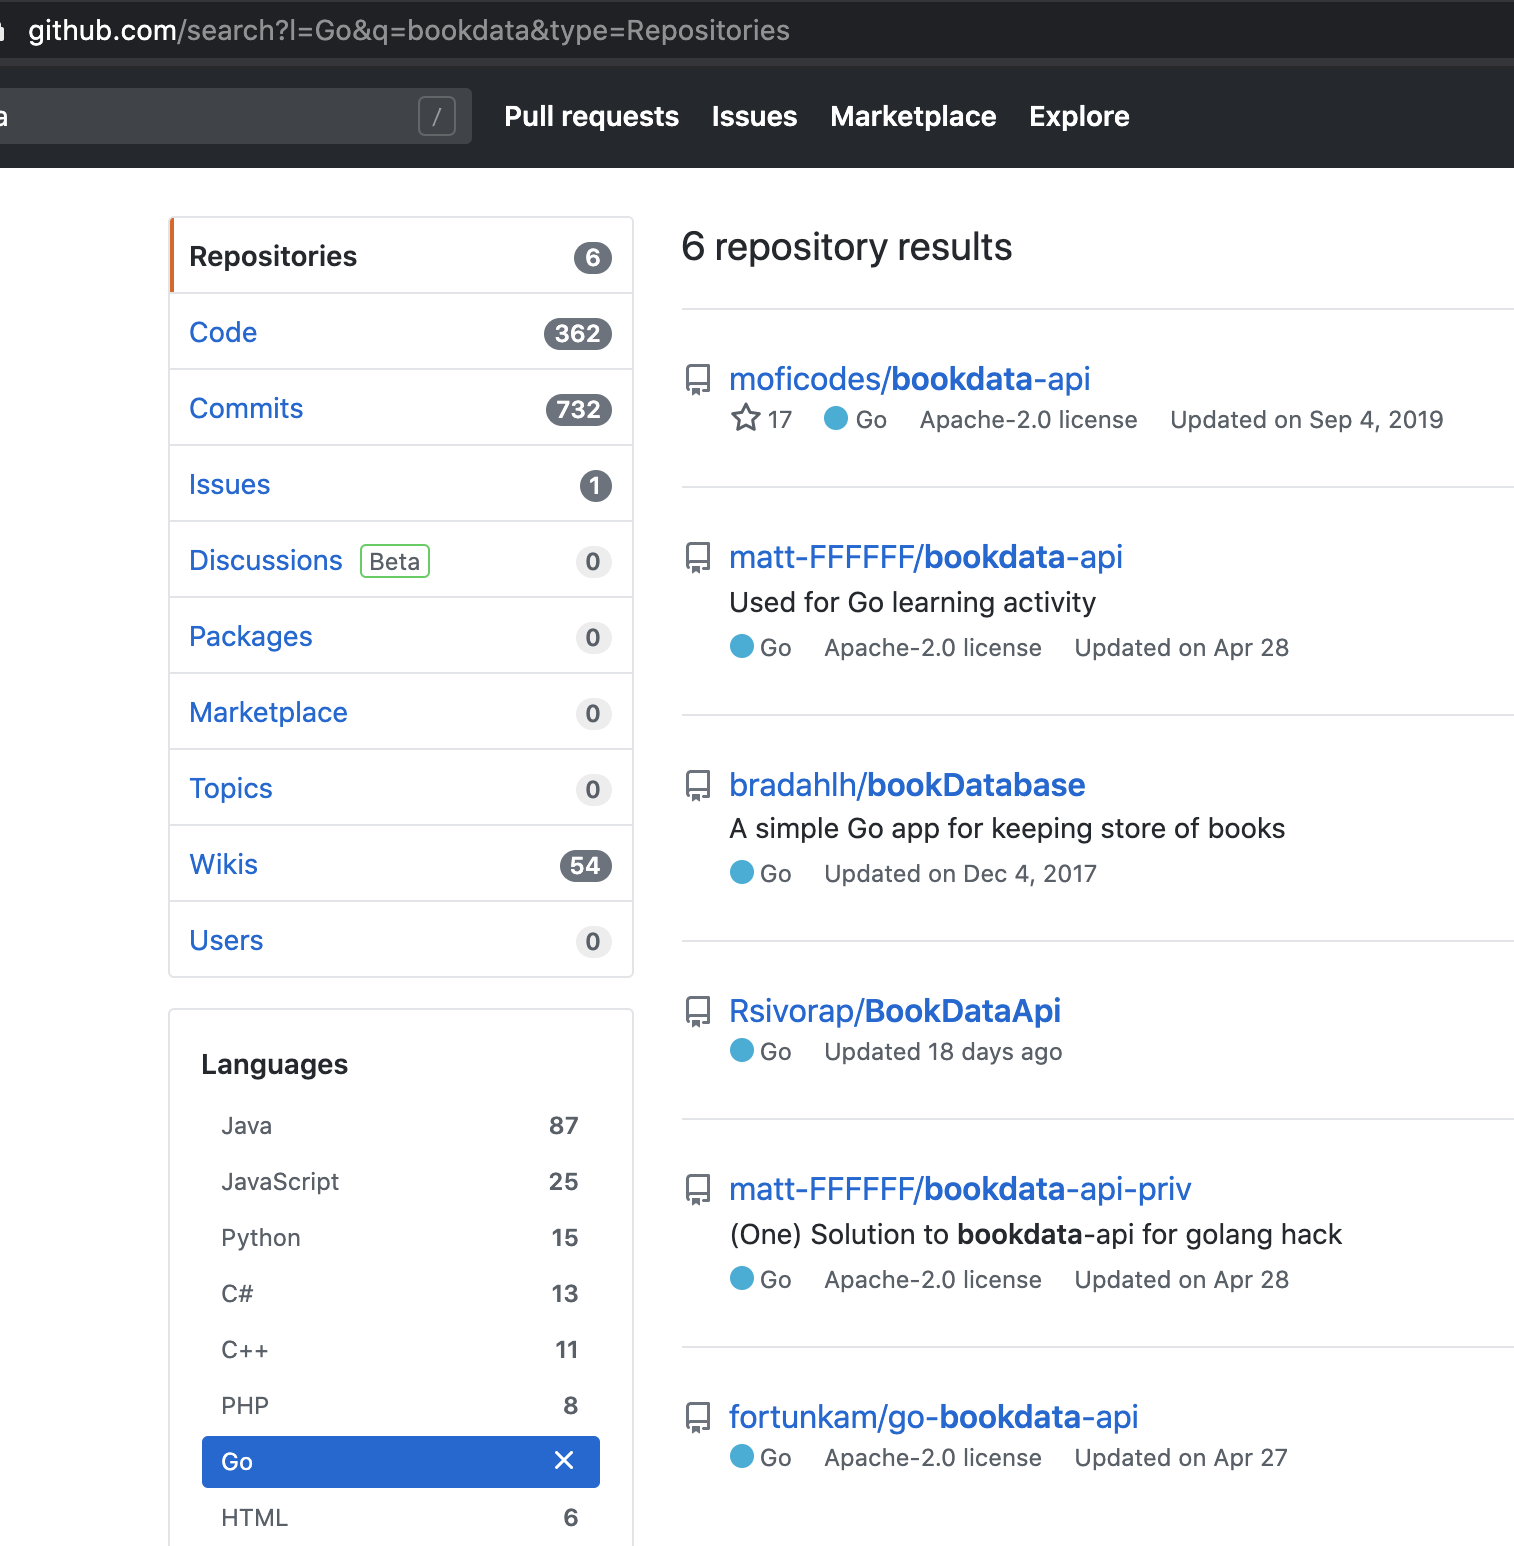 github.com/search?l=Go&q=bookdata&type=Repositories
a / Pull requests Issues Marketplace Explore
Repositories 6
Code 362
Commits 732
Issues 1
Discussions Beta 0
Packages 0
Marketplace 0
Topics 0
Wikis 54
Users 0
Languages
Java 87
JavaScript 25
Python 15
C# 13
C++ 11
PHP 8
Go ×
HTML 6
6 repository results
moficodes/bookdata-api
17 Go Apache-2.0 license Updated on Sep 4, 2019
matt-FFFFFF/bookdata-api
Used for Go learning activity
Go Apache-2.0 license Updated on Apr 28
bradahlh/bookDatabase
A simple Go app for keeping store of books
Go Updated on Dec 4, 2017
Rsivorap/BookDataApi
Go Updated 18 days ago
matt-FFFFFF/bookdata-api-priv
(One) Solution to bookdata-api for golang hack
Go Apache-2.0 license Updated on Apr 28
fortunkam/go-bookdata-api
Go Apache-2.0 license Updated on Apr 27